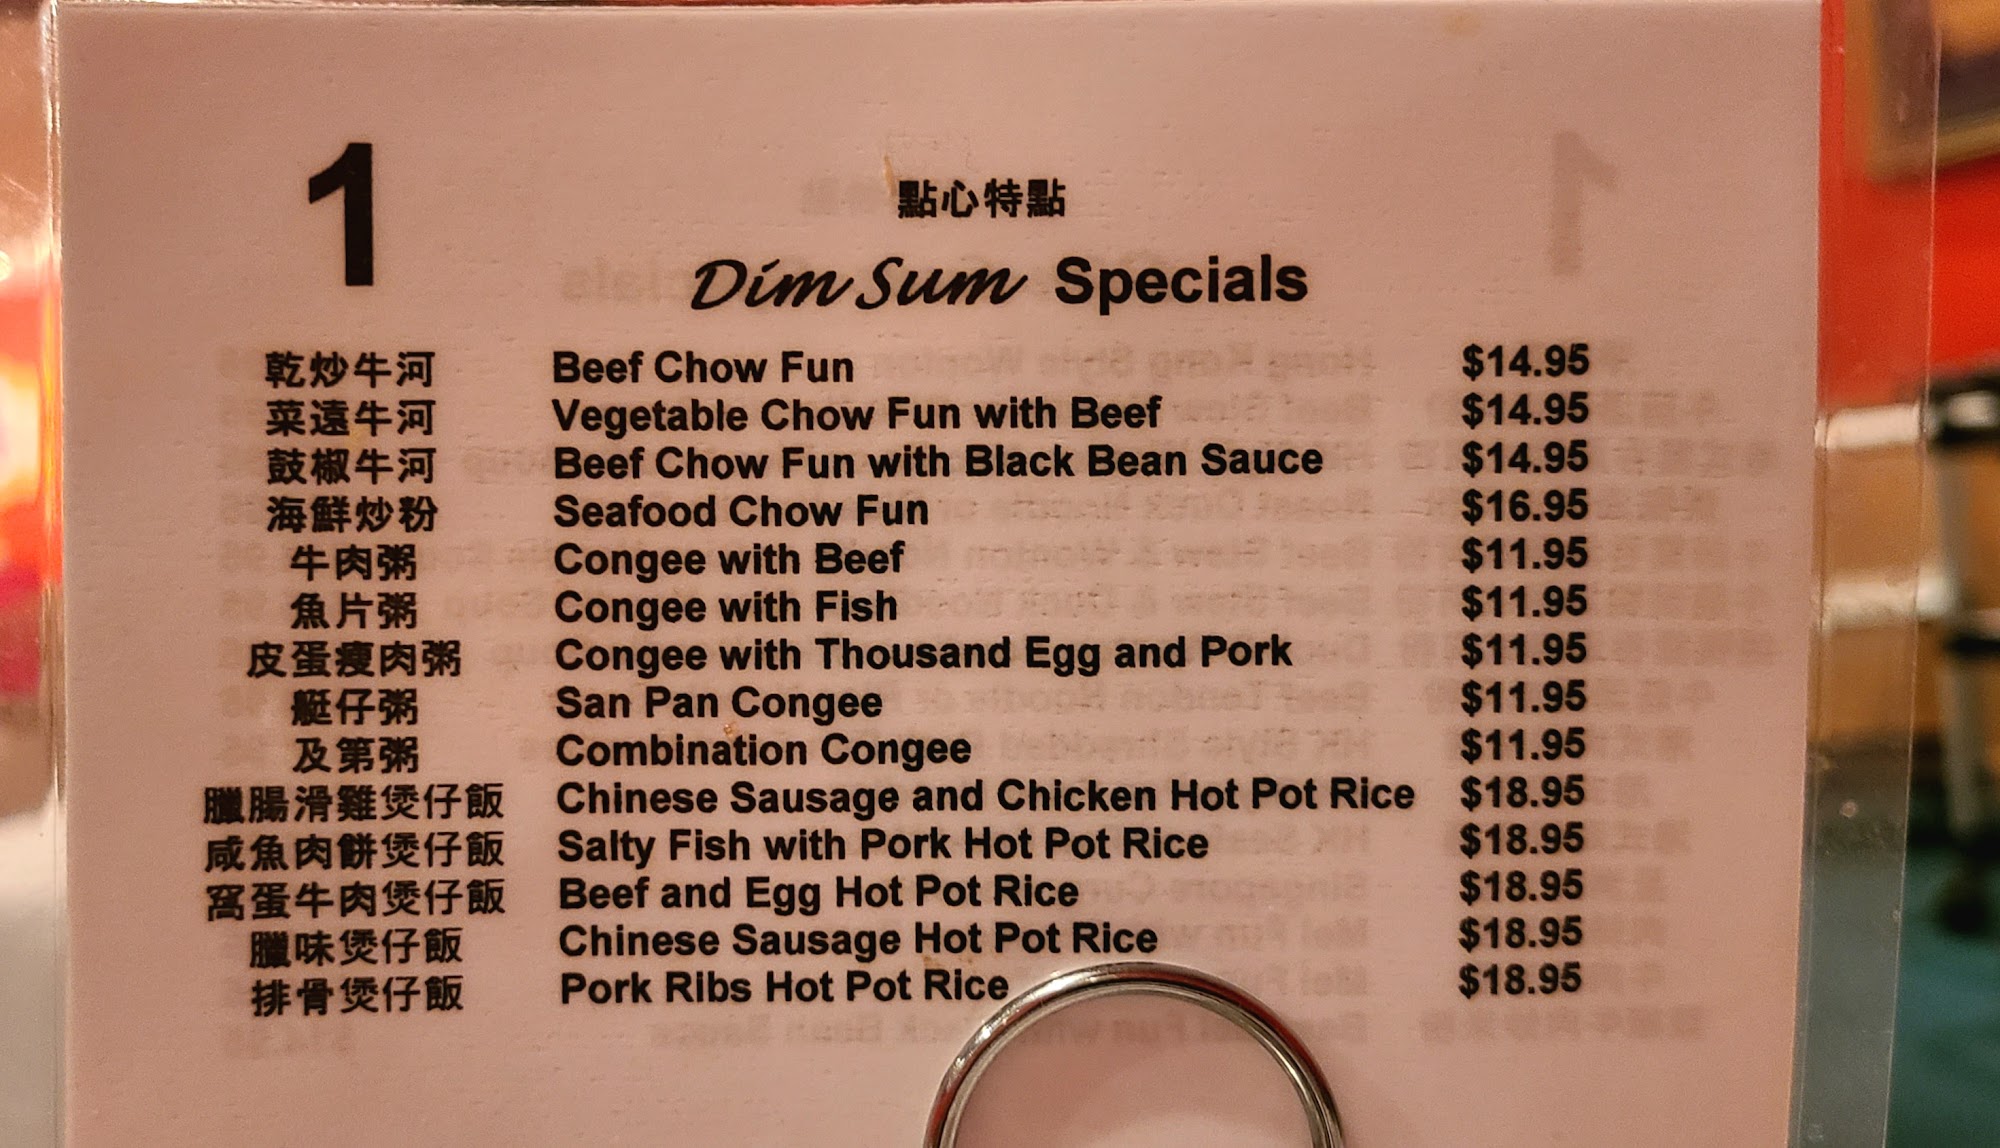 1
點心特點
Dim Sum Specials
乾炒牛河 Beef Chow Fun $14.95
菜遠牛河 Vegetable Chow Fun with Beef $14.95
鼓椒牛河 Beef Chow Fun with Black Bean Sauce $14.95
海鮮炒粉 Seafood Chow Fun $16.95
牛肉粥 Congee with Beef $11.95
魚片粥 Congee with Fish $11.95
皮蛋瘦肉粥 Congee with Thousand Egg and Pork $11.95
艇仔粥 San Pan Congee $11.95
及第粥 Combination Congee $11.95
臘腸滑雞煲仔飯 Chinese Sausage and Chicken Hot Pot Rice $18.95
咸魚肉餅煲仔飯 Salty Fish with Pork Hot Pot Rice $18.95
窩蛋牛肉煲仔飯 Beef and Egg Hot Pot Rice $18.95
臘味煲仔飯 Chinese Sausage Hot Pot Rice $18.95
排骨煲仔飯 Pork Ribs Hot Pot Rice $18.95